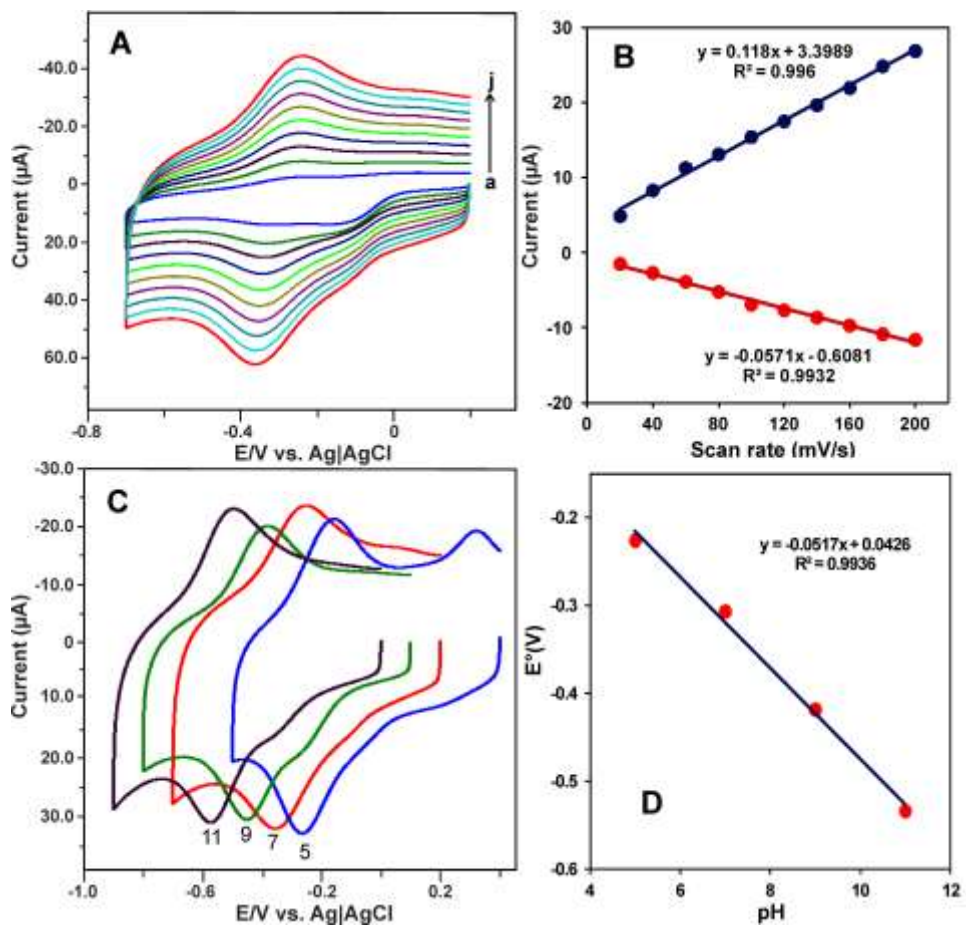 A
-40.0
-20.0
0
20.0
40.0
60.0
Current (µA)
-0.8
-0.4
0
E/V vs. Ag|AgCl
j
a
B
y = 0.118x + 3.3989
R² = 0.996
y = -0.0571x - 0.6081
R² = 0.9932
30
20
10
0
-10
-20
Current (µA)
0
40
80
120
160
200
Scan rate (mV/s)
C
-30.0
-20.0
-10.0
0
10.0
20.0
30.0
Current (µA)
11
9
7
5
-1.0
-0.6
-0.2
0.2
E/V vs. Ag|AgCl
D
y = -0.0517x + 0.0426
R² = 0.9936
-0.2
-0.3
-0.4
-0.5
-0.6
E°(V)
4
6
8
10
12
pH